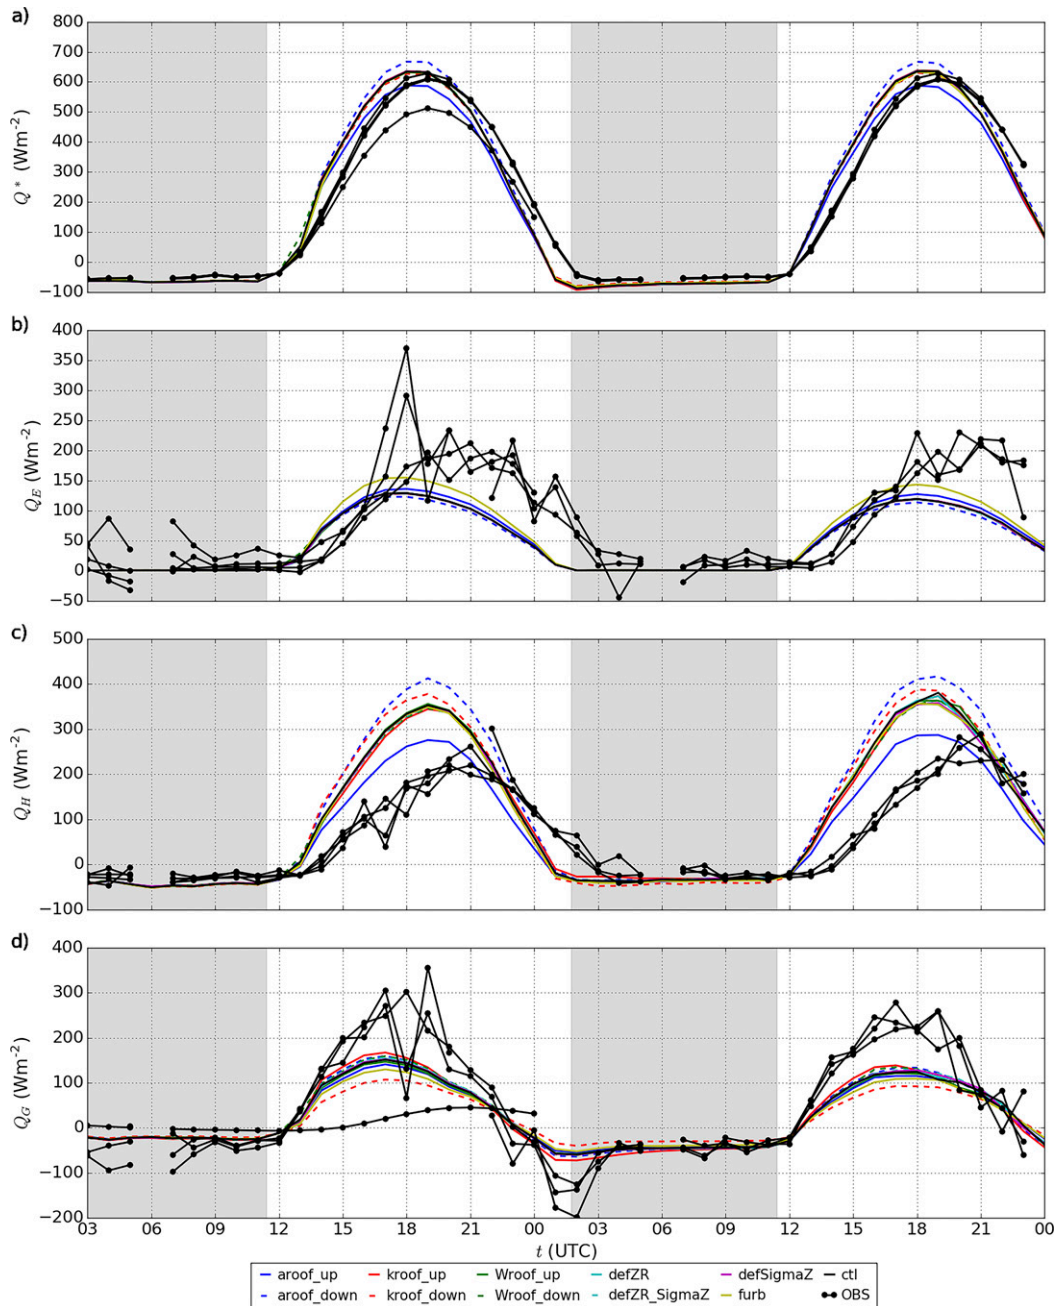 a)
800
700
600
500
400
300
200
100
0
−100
Q* (Wm⁻²)
b)
400
350
300
250
200
150
100
50
0
−50
Q_E (Wm⁻²)
c)
500
400
300
200
100
0
−100
Q_H (Wm⁻²)
d)
400
300
200
100
0
−100
−200
Q_G (Wm⁻²)
03 06 09 12 15 18 21 00 03 06 09 12 15 18 21 00
t (UTC)
aroof_up kroof_up Wroof_up defZR defSigmaZ ctl
aroof_down kroof_down Wroof_down defZR_SigmaZ furb OBS